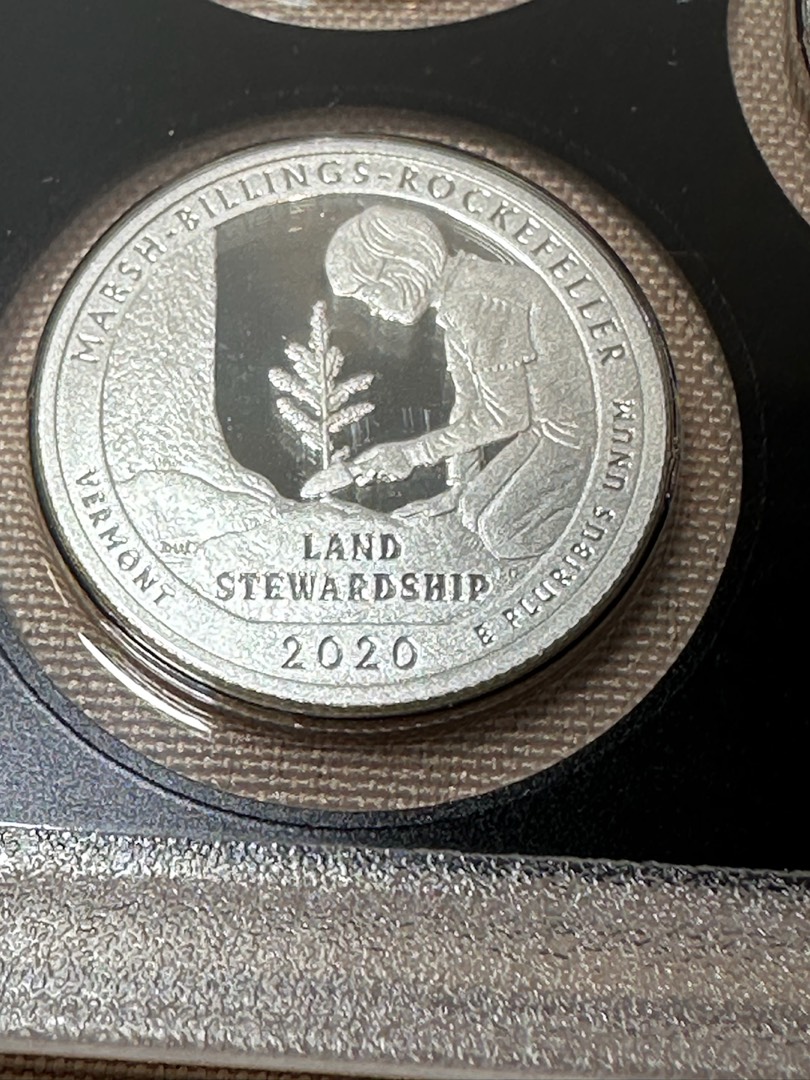 MARSH-BILLINGS-ROCKEFELLER
VERMONT
LAND
STEWARDSHIP
2020
E PLURIBUS UNUM